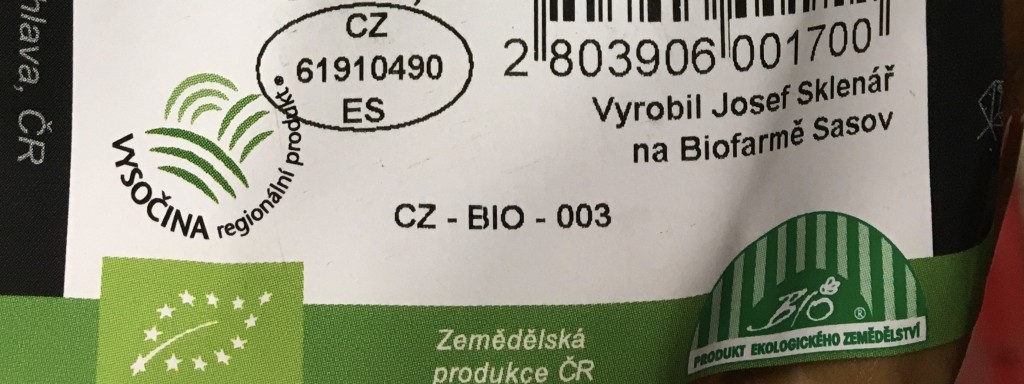 hlava, ČR
CZ
61910490
ES
2 803906 001700
Vyrobil Josef Sklenář
na Biofarmě Sasov
VYSOČINA regionální produkt
CZ - BIO - 003
BIO ®
PRODUKT EKOLOGICKÉHO ZEMĚDĚLSTVÍ
Zemědělská
produkce ČR